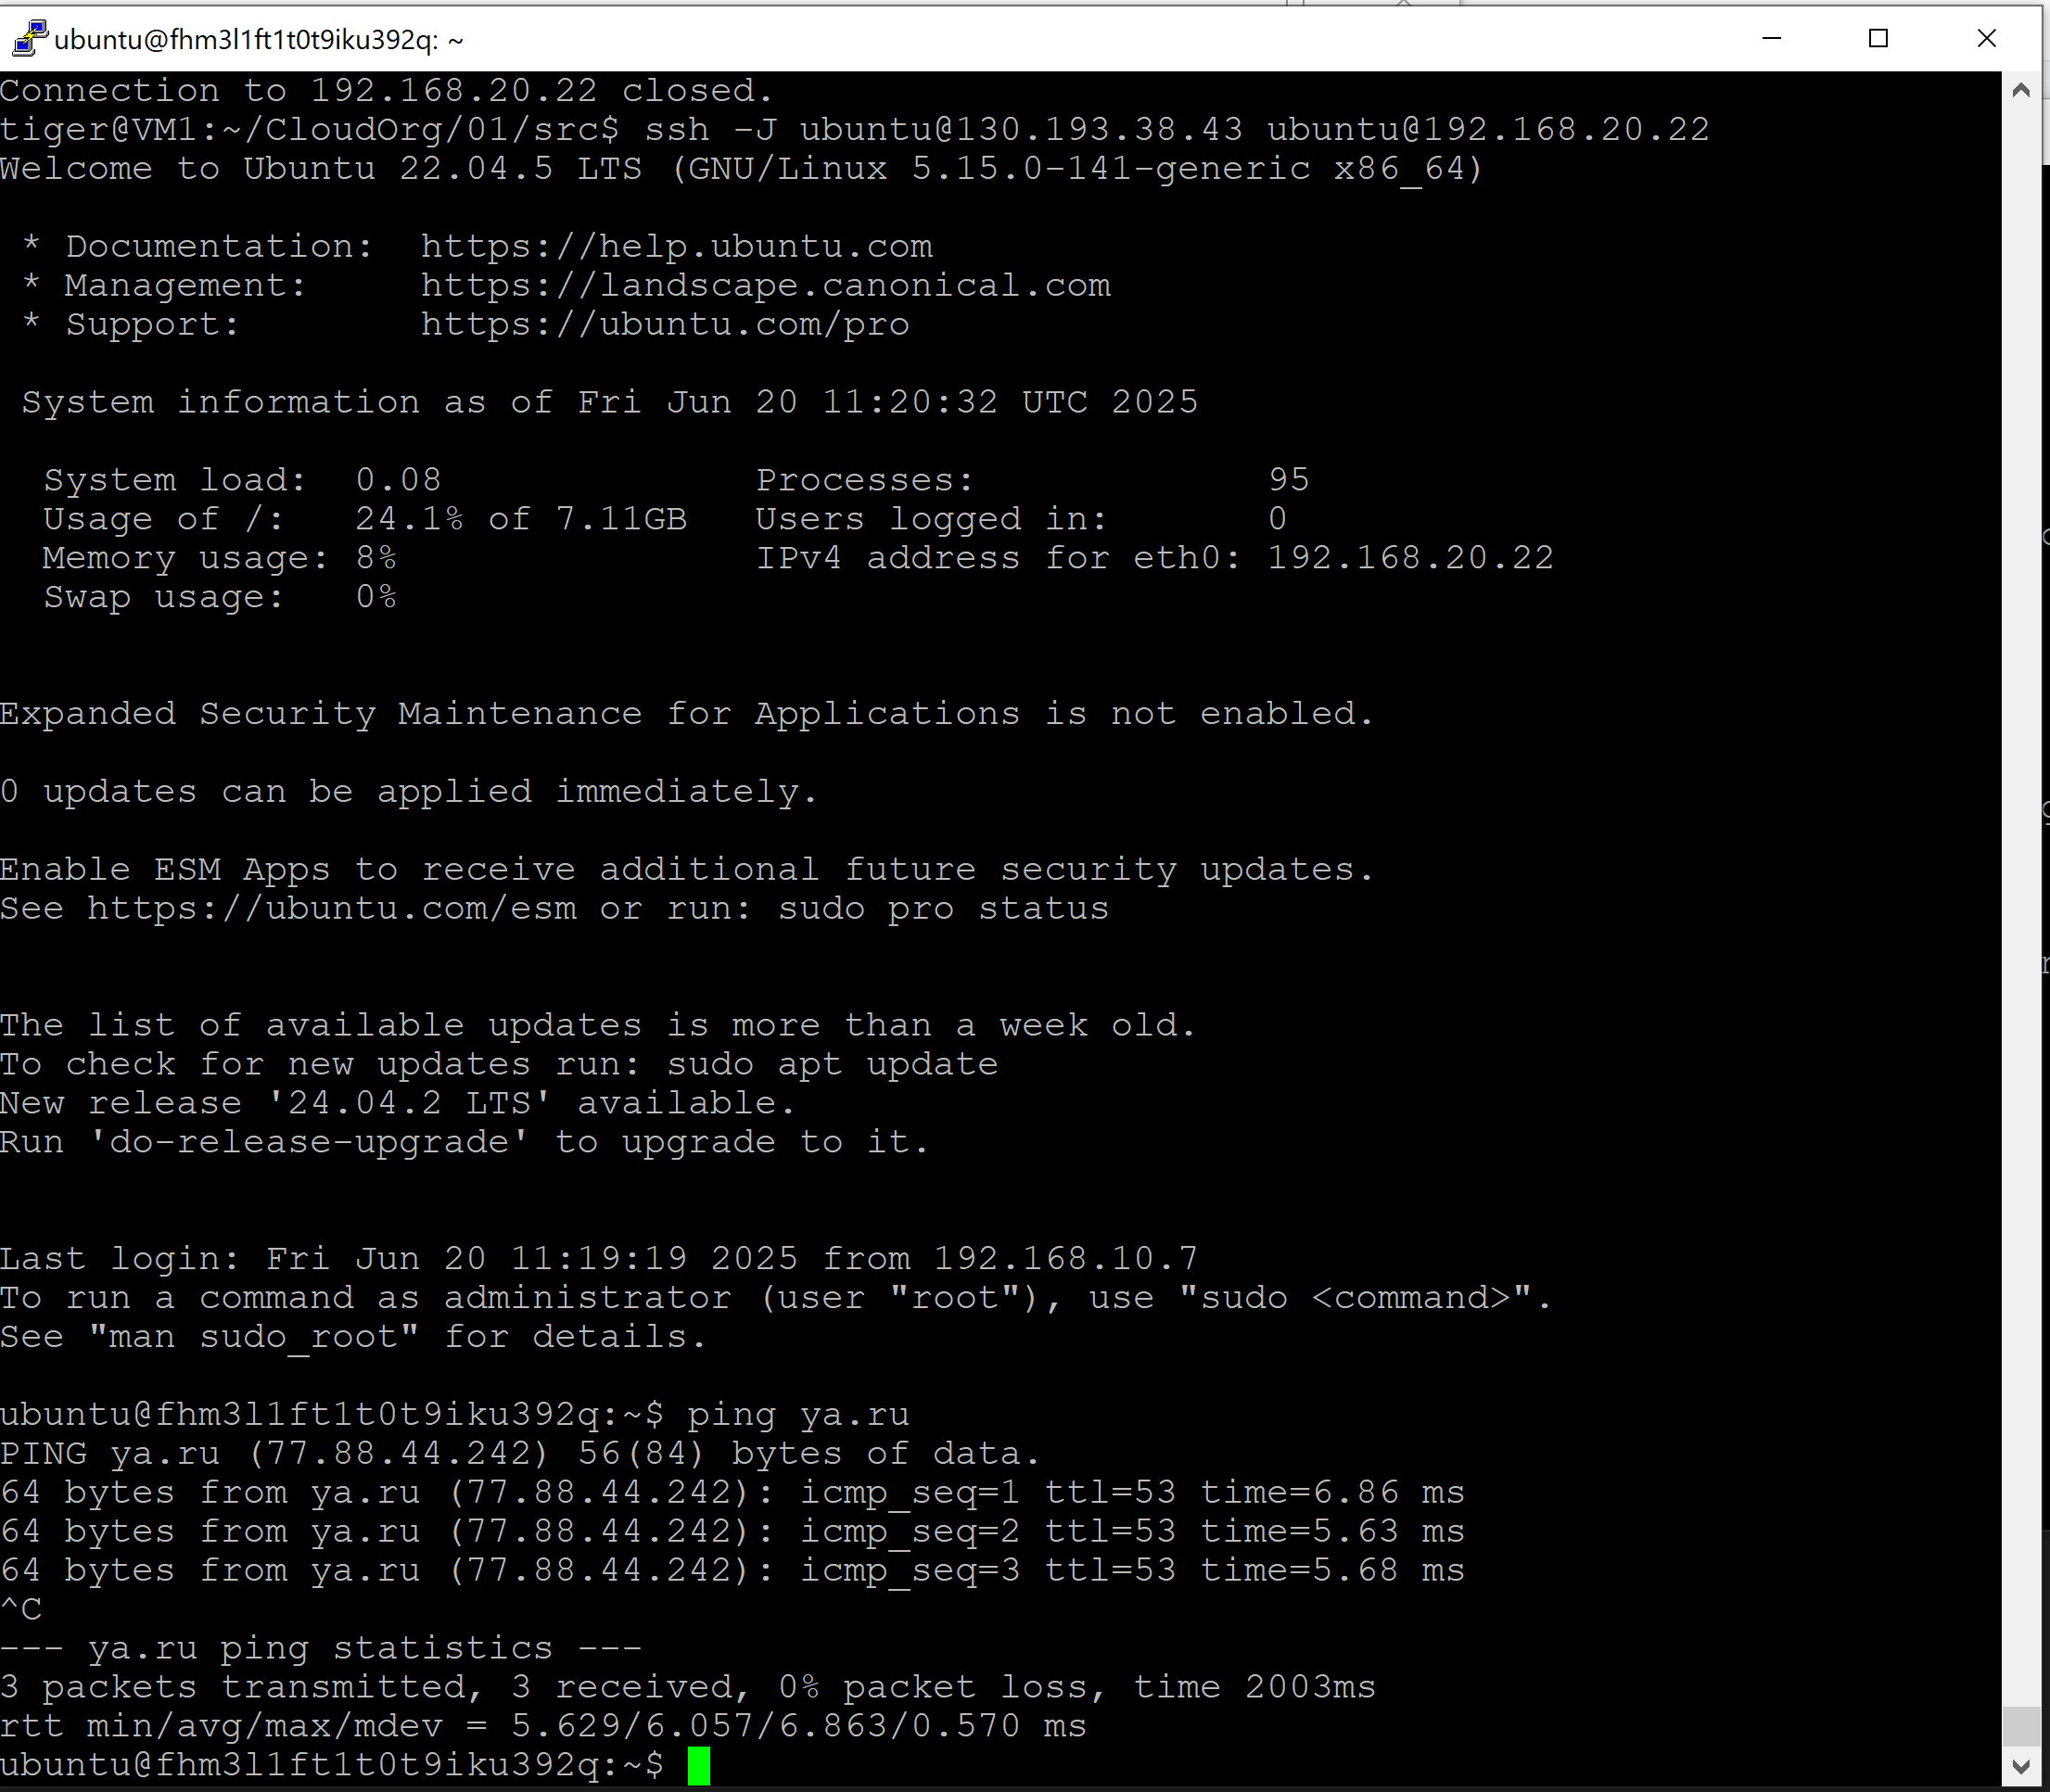 ubuntu@fhm3l1ft1t0t9iku392q: ~
Connection to 192.168.20.22 closed.
tiger@VM1:~/CloudOrg/01/src$ ssh -J ubuntu@130.193.38.43 ubuntu@192.168.20.22
Welcome to Ubuntu 22.04.5 LTS (GNU/Linux 5.15.0-141-generic x86_64)
* Documentation:  https://help.ubuntu.com
* Management:     https://landscape.canonical.com
* Support:        https://ubuntu.com/pro
System information as of Fri Jun 20 11:20:32 UTC 2025
System load:  0.08              Processes:             95
Usage of /:   24.1% of 7.11GB   Users logged in:       0
Memory usage: 8%                IPv4 address for eth0: 192.168.20.22
Swap usage:   0%
Expanded Security Maintenance for Applications is not enabled.
0 updates can be applied immediately.
Enable ESM Apps to receive additional future security updates.
See https://ubuntu.com/esm or run: sudo pro status
The list of available updates is more than a week old.
To check for new updates run: sudo apt update
New release '24.04.2 LTS' available.
Run 'do-release-upgrade' to upgrade to it.
Last login: Fri Jun 20 11:19:19 2025 from 192.168.10.7
To run a command as administrator (user "root"), use "sudo <command>".
See "man sudo_root" for details.
ubuntu@fhm3l1ft1t0t9iku392q:~$ ping ya.ru
PING ya.ru (77.88.44.242) 56(84) bytes of data.
64 bytes from ya.ru (77.88.44.242): icmp_seq=1 ttl=53 time=6.86 ms
64 bytes from ya.ru (77.88.44.242): icmp_seq=2 ttl=53 time=5.63 ms
64 bytes from ya.ru (77.88.44.242): icmp_seq=3 ttl=53 time=5.68 ms
^C
--- ya.ru ping statistics ---
3 packets transmitted, 3 received, 0% packet loss, time 2003ms
rtt min/avg/max/mdev = 5.629/6.057/6.863/0.570 ms
ubuntu@fhm3l1ft1t0t9iku392q:~$